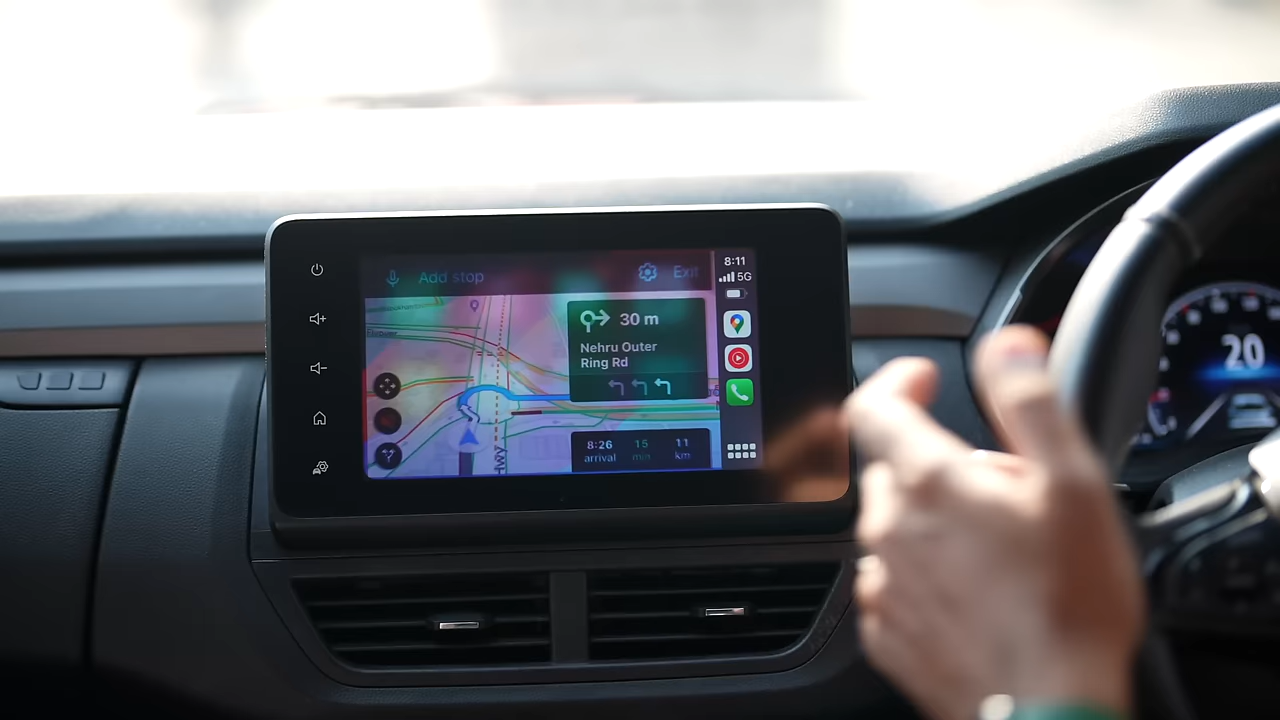 Add stop
Exit
8:11
5G
30 m
Nehru Outer
Ring Rd
8:26 15 11
arrival min km
20